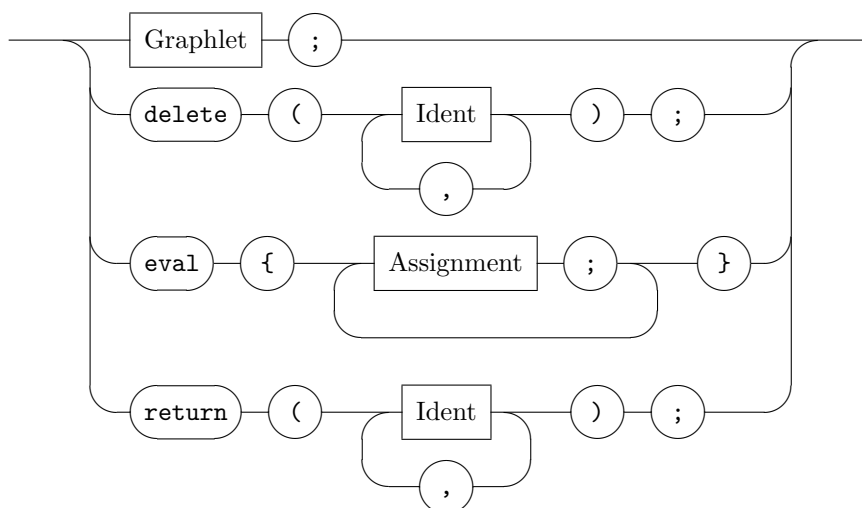 Graphlet ;
delete ( Ident ) ;
,
eval { Assignment ; }
return ( Ident ) ;
,